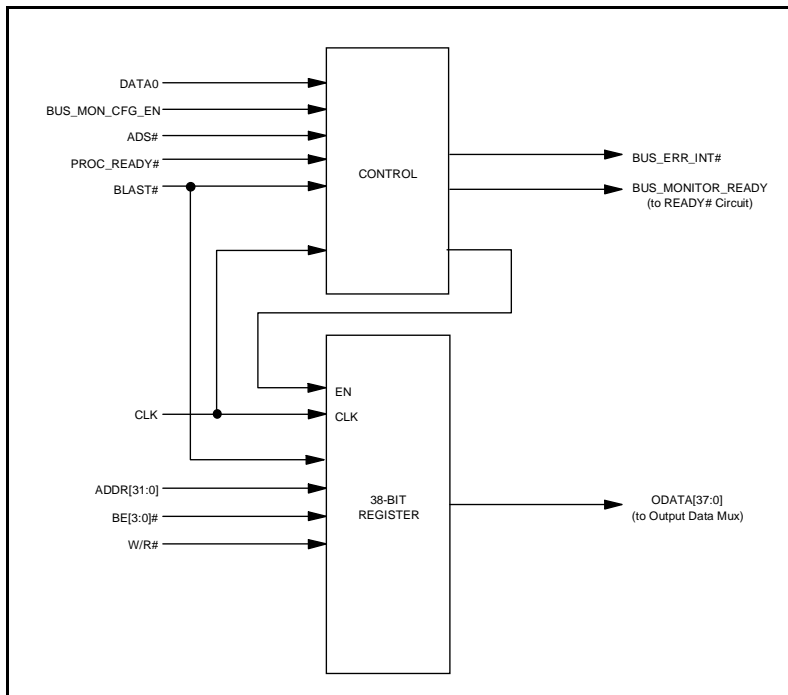 DATA0
BUS_MON_CFG_EN
ADS#
PROC_READY#
BLAST#
CONTROL
BUS_ERR_INT#
BUS_MONITOR_READY
(to READY# Circuit)
EN
CLK
CLK
ADDR[31:0]
BE[3:0]#
W/R#
38-BIT
REGISTER
ODATA[37:0]
(to Output Data Mux)